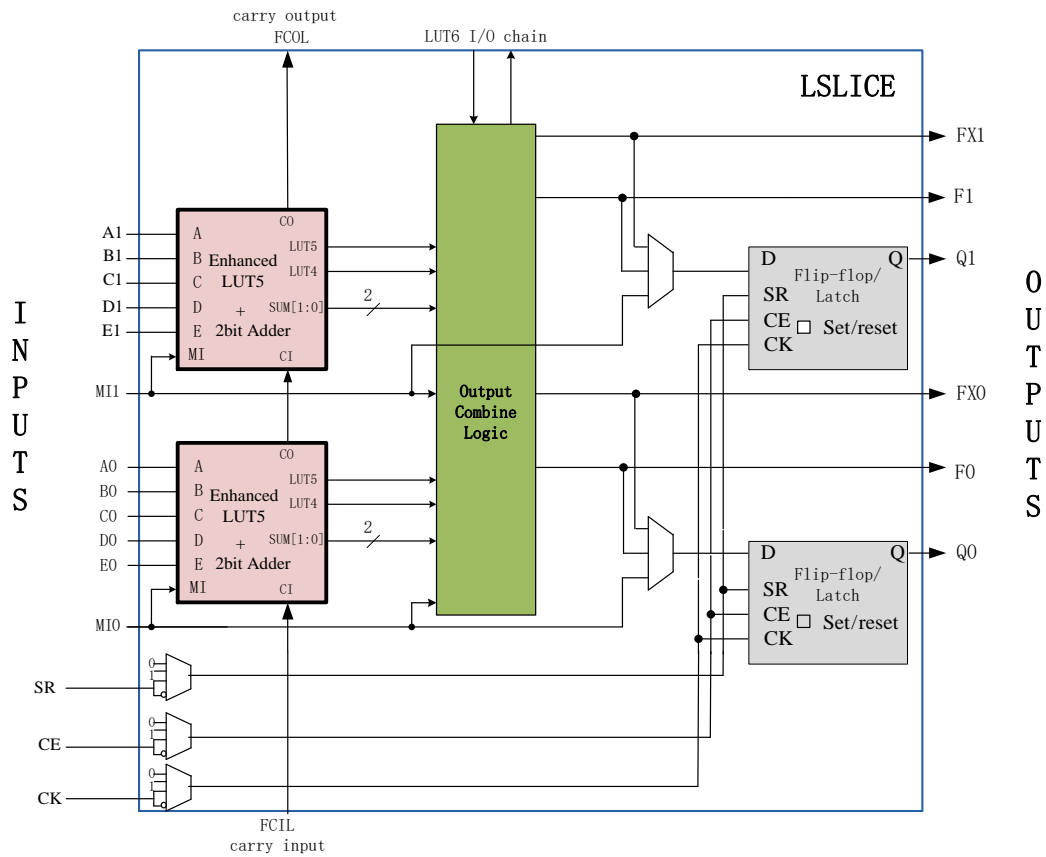 carry output
FCOL
LUT6 I/O chain
LSLICE
FX1
F1
CO
A1
B1
C1
D1
E1
A
B
C
D
E
MI
Enhanced
LUT5
+
2bit Adder
LUT5
LUT4
SUM[1:0]
CI
2
D
Q
Flip-flop/
Latch
SR
CE
CK
Set/reset
Q1
INPUTS
OUTPUTS
MI1
Output
Combine
Logic
FX0
CO
A0
B0
C0
D0
E0
A
B
C
D
E
MI
Enhanced
LUT5
+
2bit Adder
LUT5
LUT4
SUM[1:0]
CI
2
F0
D
Q
Flip-flop/
Latch
SR
CE
CK
Set/reset
Q0
MI0
0
1
SR
0
1
CE
0
1
CK
FCIL
carry input